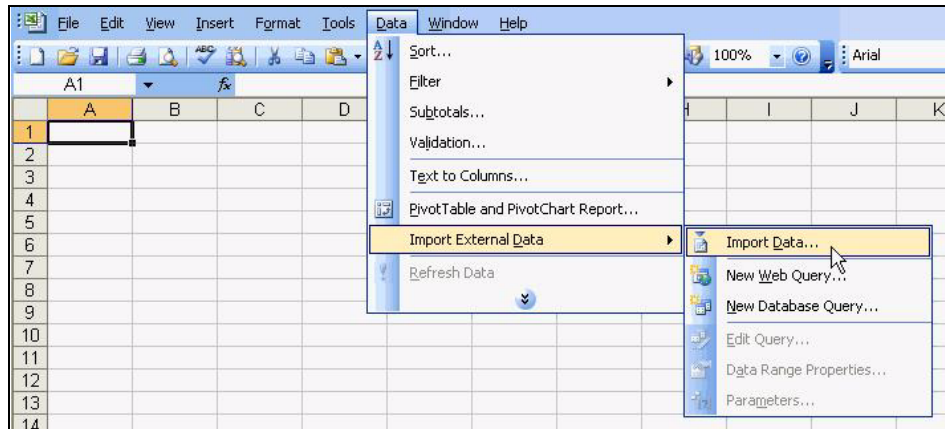 File Edit View Insert Format Tools Data Window Help
ABC 100% Arial
A1 fx
A B C D H I J K
1
2
3
4
5
6
7
8
9
10
11
12
13
14
Sort...
Filter
Subtotals...
Validation...
Text to Columns...
PivotTable and PivotChart Report...
Import External Data
Refresh Data
Import Data...
New Web Query...
New Database Query...
Edit Query...
Data Range Properties...
Parameters...